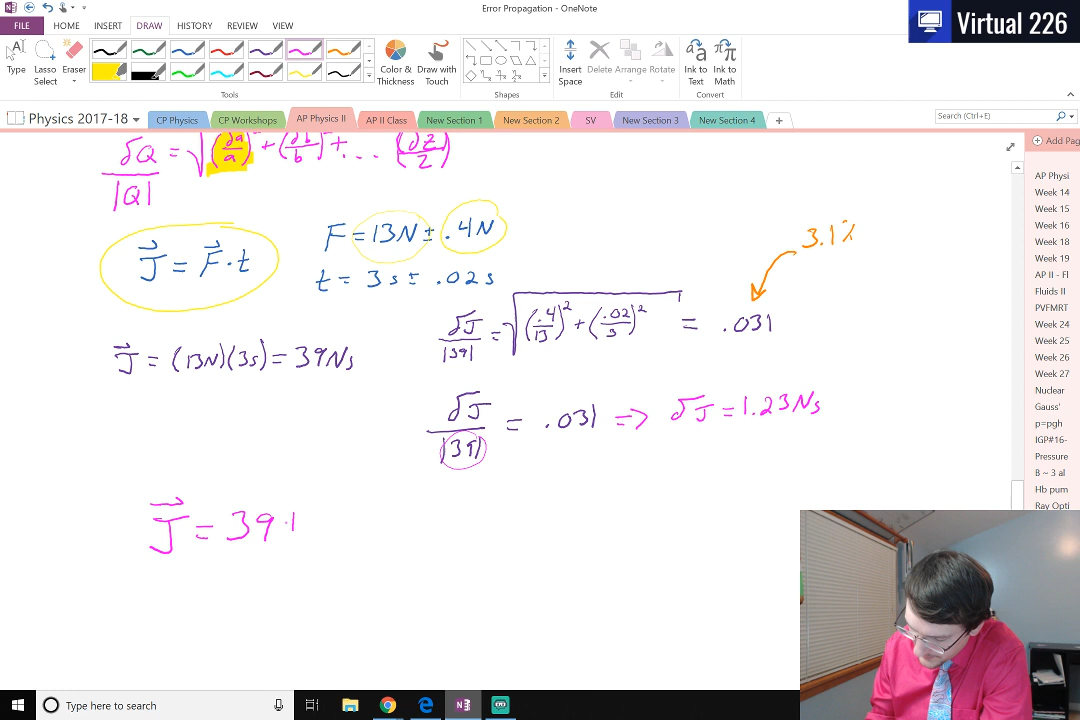 Error Propagation - OneNote
Virtual 226
FILE HOME INSERT DRAW HISTORY REVIEW VIEW
Type Lasso Select Eraser Color & Thickness Draw with Touch Insert Space Delete Arrange Rotate Ink to Text Ink to Math
Tools Shapes Edit Convert
Physics 2017-18 CP Physics CP Workshops AP Physics II AP II Class New Section 1 New Section 2 SV New Section 3 New Section 4 + Search (Ctrl+E)
Add Pag
AP Physi
Week 14
Week 15
Week 16
Week 18
Week 19
AP II - Fl
Fluids II
PVFMRT
Week 24
Week 25
Week 26
Week 27
Nuclear
Gauss'
p=pgh
IGP#16-
Pressure
B ~ 3 al
Hb pum
Ray Opti
δQ/|Q| = √(δa/a)² + (δb/b)² + ... (δz/z)
J = F · t
F = 13N ± .4N
t = 3s ± .02s
3.1%
δJ/|39| = √(.4/13)² + (.02/3)² = .031
J = (13N)(3s) = 39Ns
δJ/|39| = .031 => δJ = 1.23Ns
J = 39
Type here to search